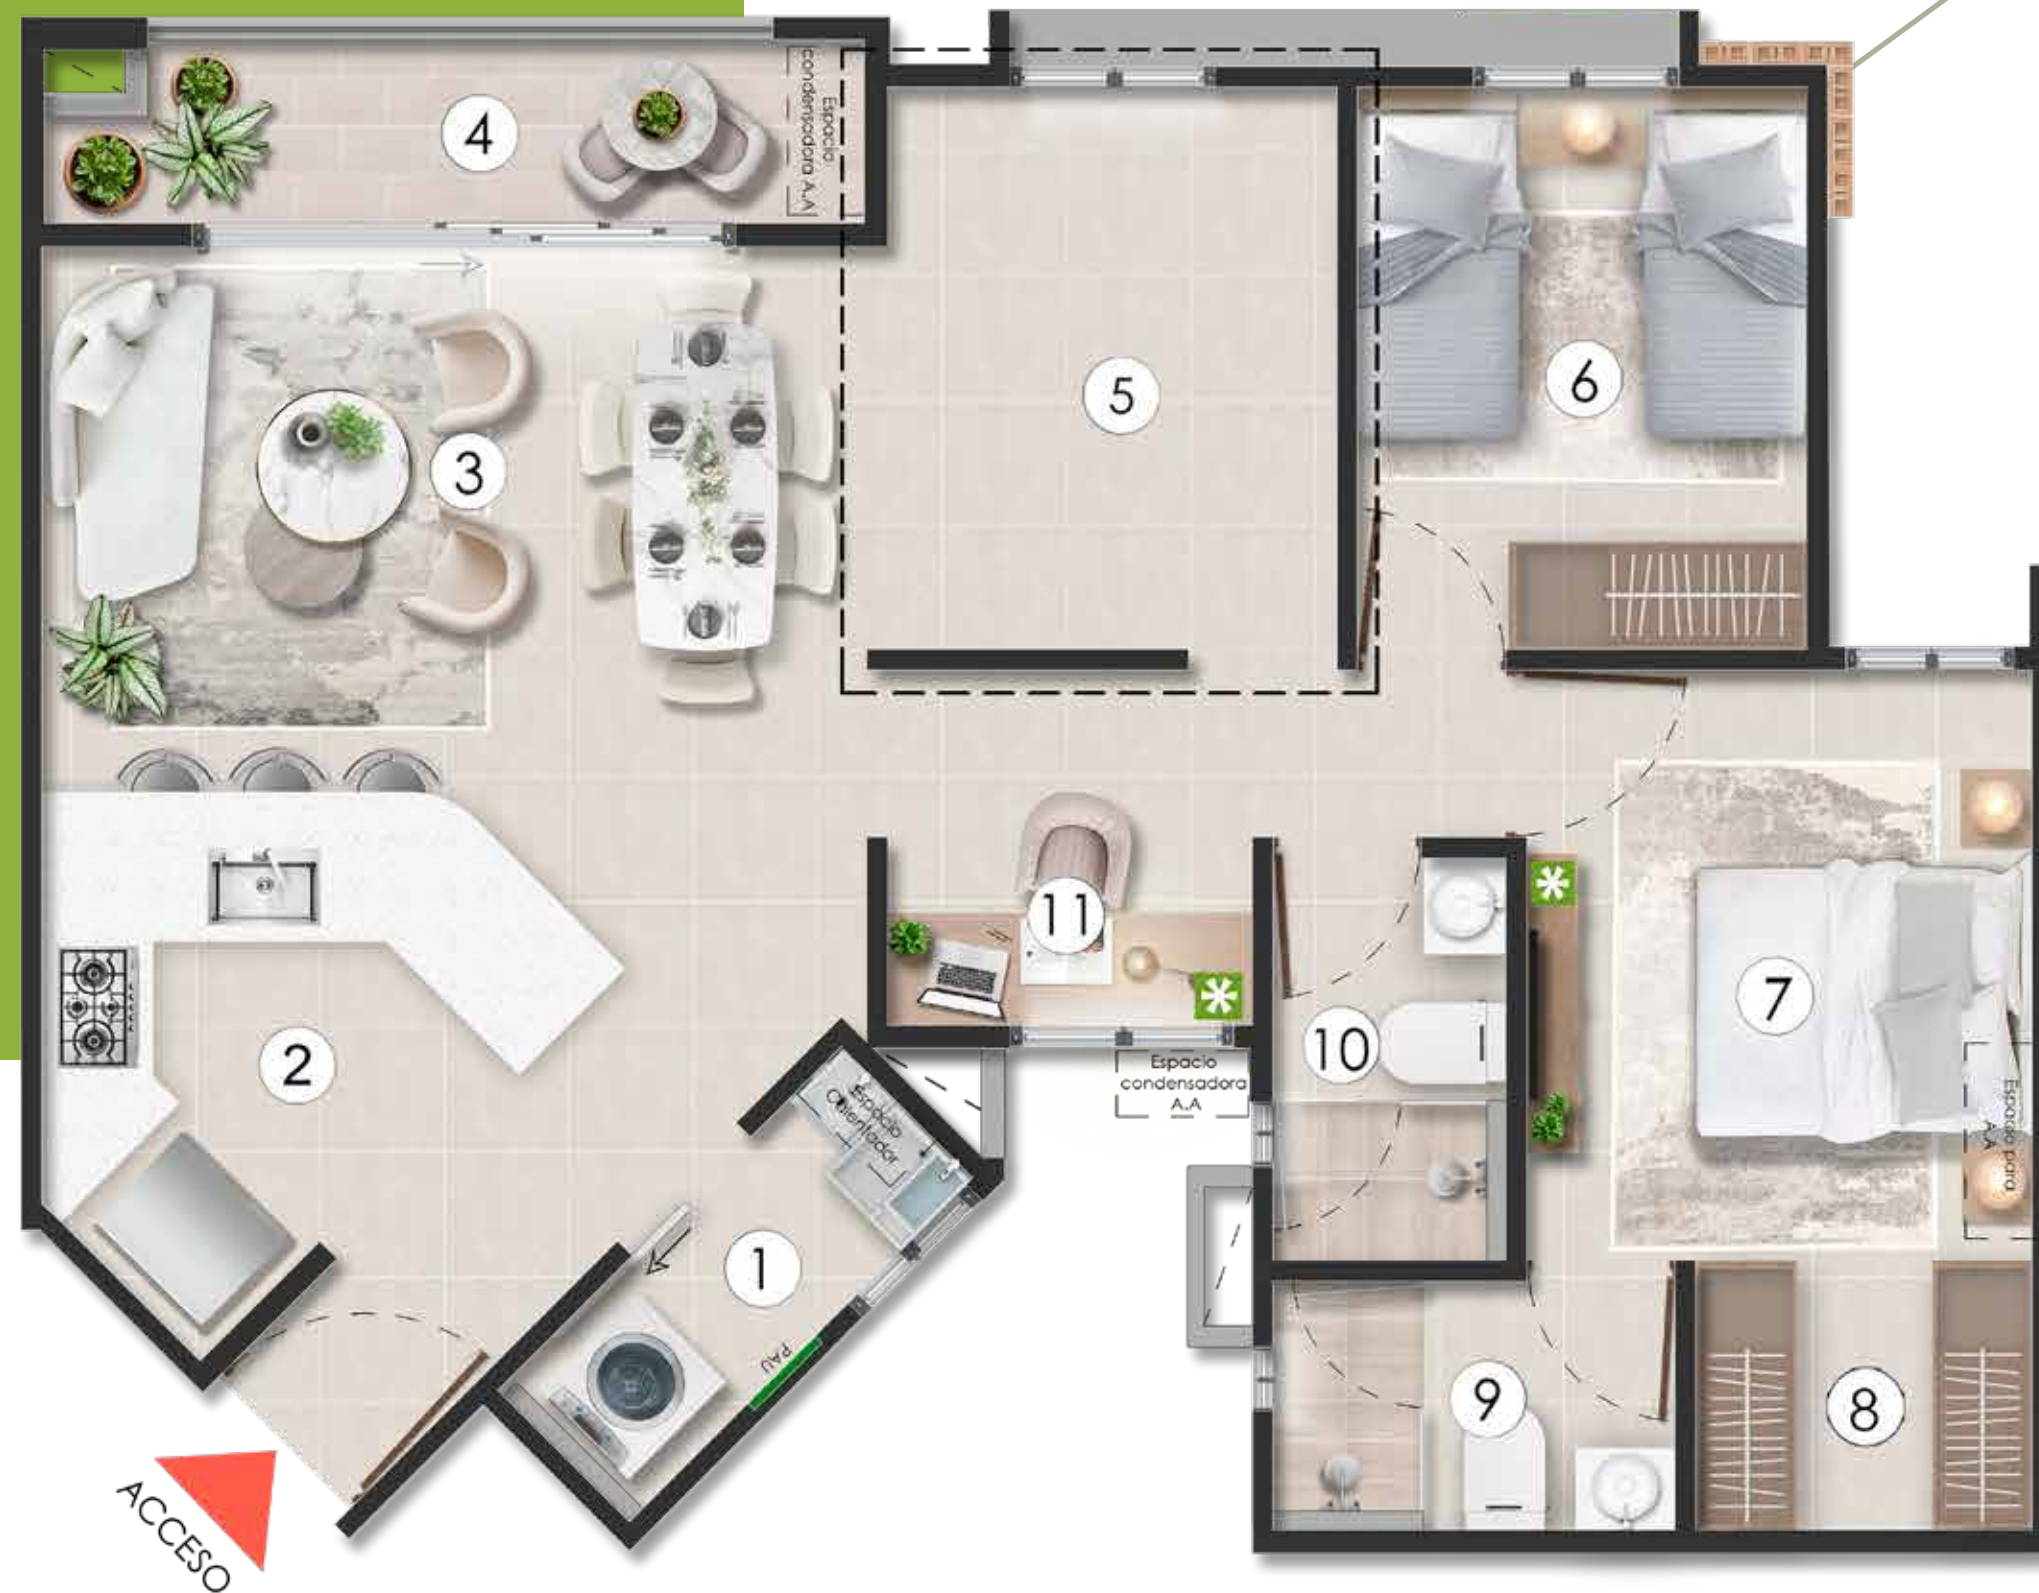 4
Espacio
condensadora A.A
5
6
3
11
7
2
10
Espacio
condensadora
A.A
Espacio
Calentador
Espacio para
A.A
1
PAU
9
8
ACCESO